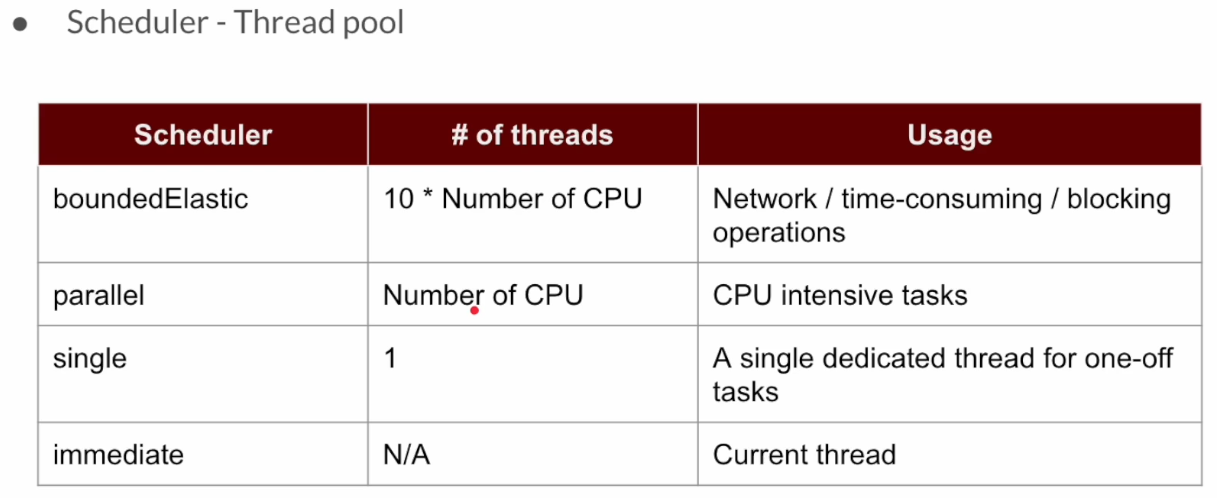 ● Scheduler - Thread pool
Scheduler # of threads Usage
boundedElastic 10 * Number of CPU Network / time-consuming / blocking
operations
parallel Number of CPU CPU intensive tasks
single 1 A single dedicated thread for one-off
tasks
immediate N/A Current thread